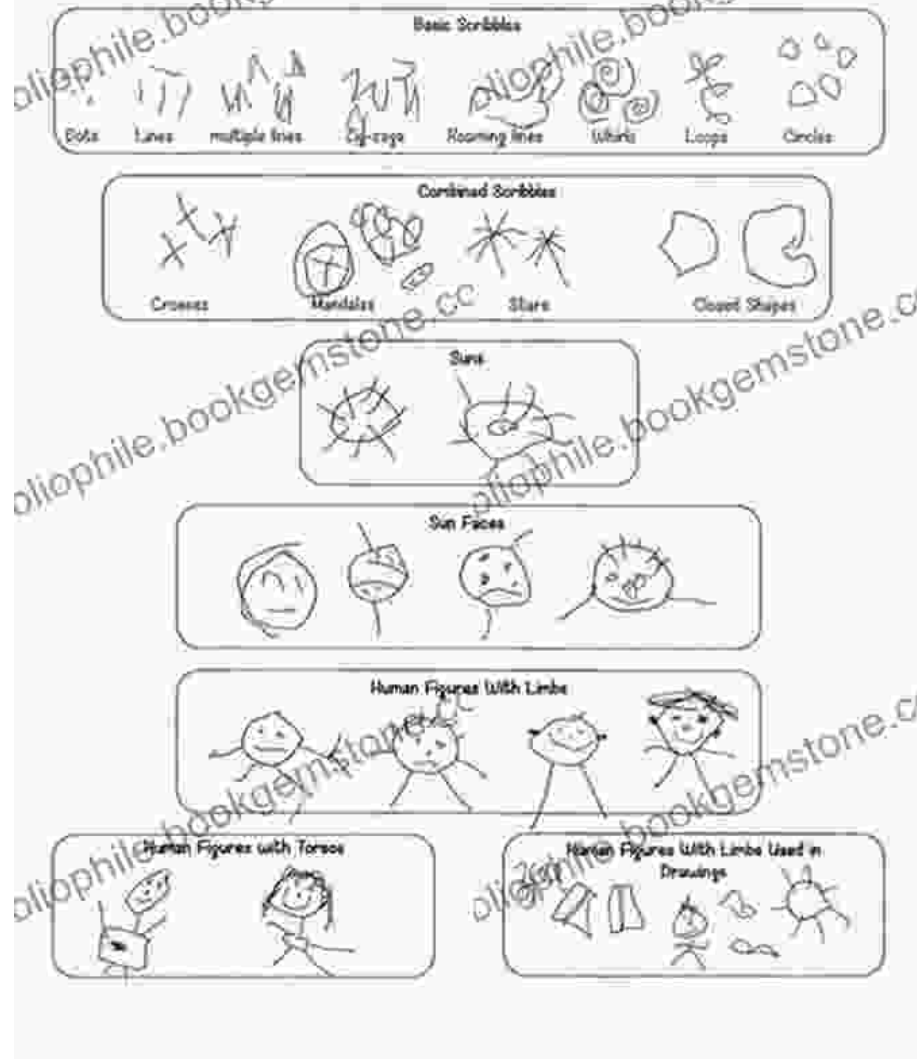 Basic Scribbles
Dots Lines multiple lines Zig-zags Roaming lines Whirls Loops Circles
Combined Scribbles
Crosses Mandalas Stars Closed Shapes
Suns
Sun Faces
Human Figures With Limbs
Human Figures with Torsos
Human Figures With Limbs Used in
Drawings
oliophile.bookgemstone.cc
oliophile.bookgemstone.c